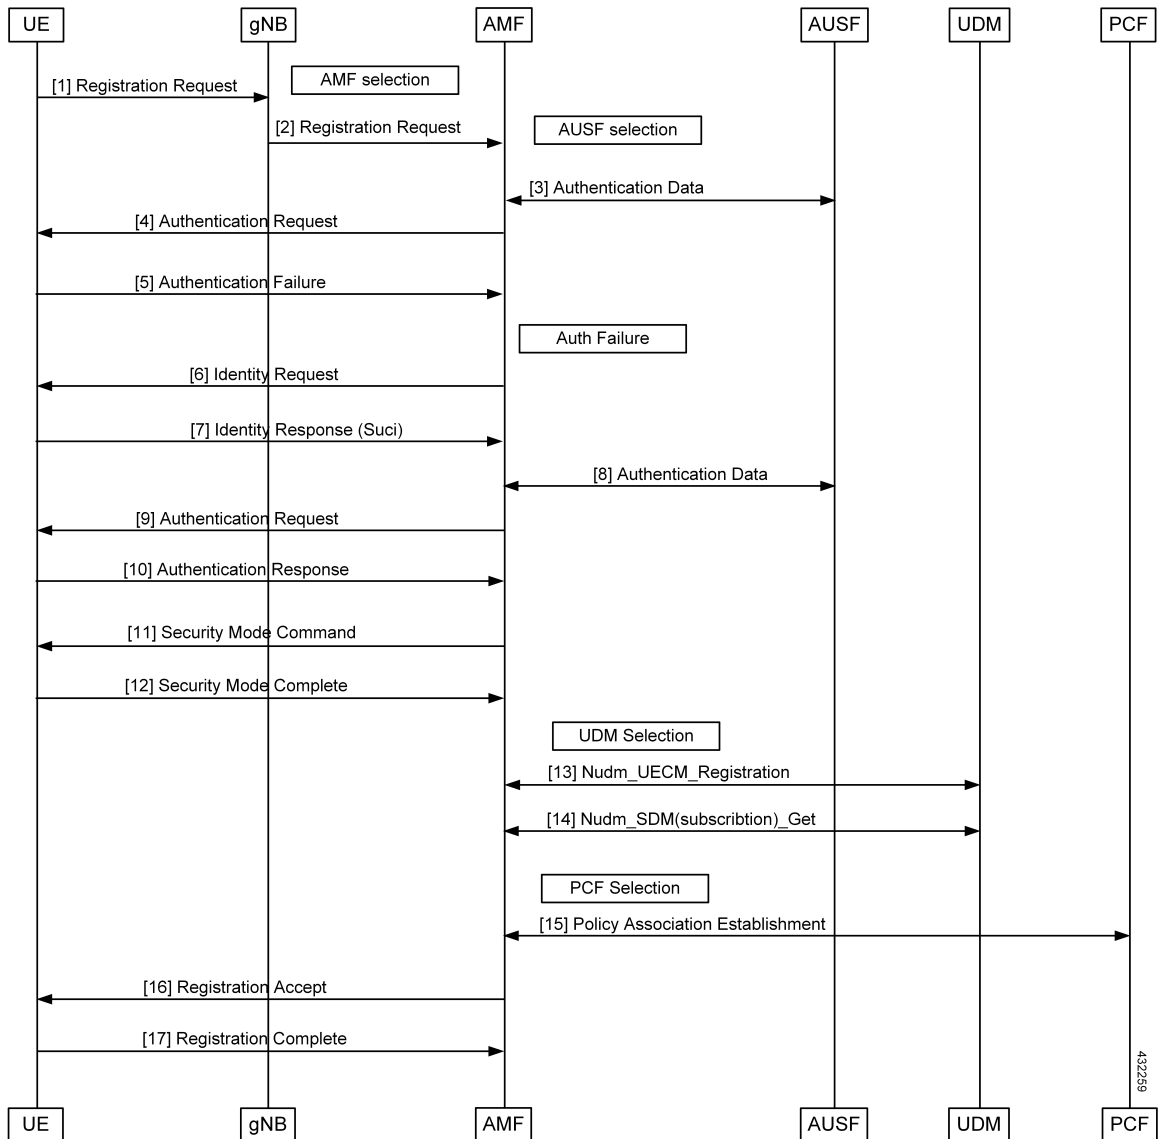 UE gNB AMF AUSF UDM PCF
[1] Registration Request
AMF selection
[2] Registration Request
AUSF selection
[3] Authentication Data
[4] Authentication Request
[5] Authentication Failure
Auth Failure
[6] Identity Request
[7] Identity Response (Suci)
[8] Authentication Data
[9] Authentication Request
[10] Authentication Response
[11] Security Mode Command
[12] Security Mode Complete
UDM Selection
[13] Nudm_UECM_Registration
[14] Nudm_SDM(subscribtion)_Get
PCF Selection
[15] Policy Association Establishment
[16] Registration Accept
[17] Registration Complete
432259
UE gNB AMF AUSF UDM PCF